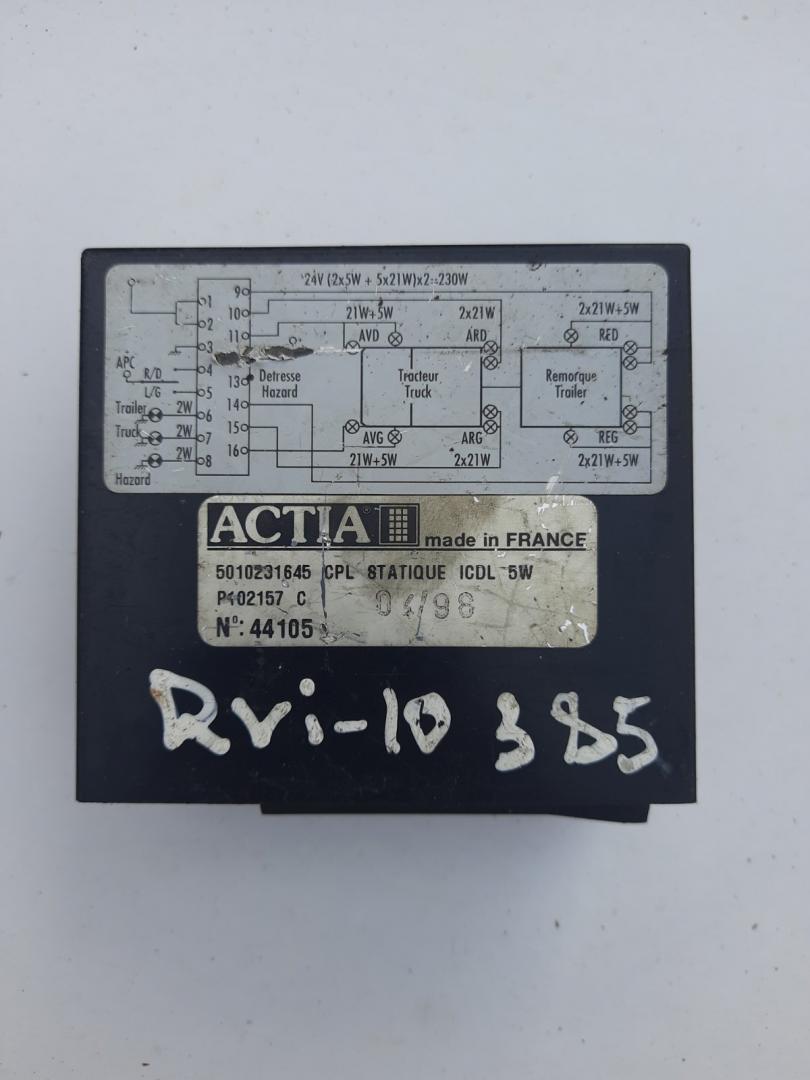 24V (2x5W + 5x21W)x2=230W
1
2
3
4
5
6
7
8
9
10
11
13
14
15
16
APC
R/D
L/G
Trailer
2W
Truck
2W
2W
Hazard
Detresse
Hazard
21W+5W
2x21W
2x21W+5W
AVD
ARD
RED
Tracteur
Truck
Remorque
Trailer
AVG
ARG
REG
21W+5W
2x21W
2x21W+5W
ACTIA® made in FRANCE
5010231645 CPL STATIQUE ICDL 5W
P402157 C
Nº: 44105
Rvi-10 385